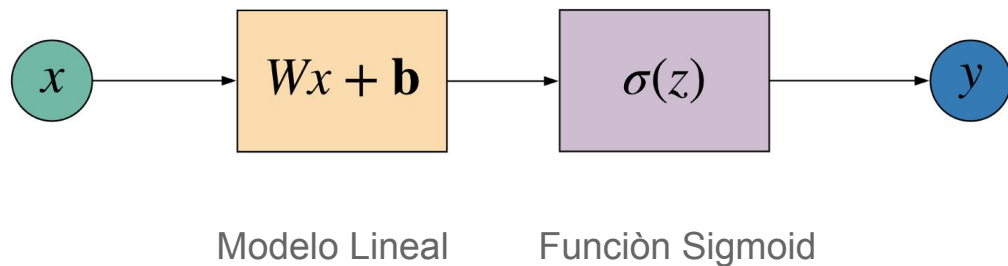 x Wx + b σ(z) y
Modelo Lineal Funciòn Sigmoid